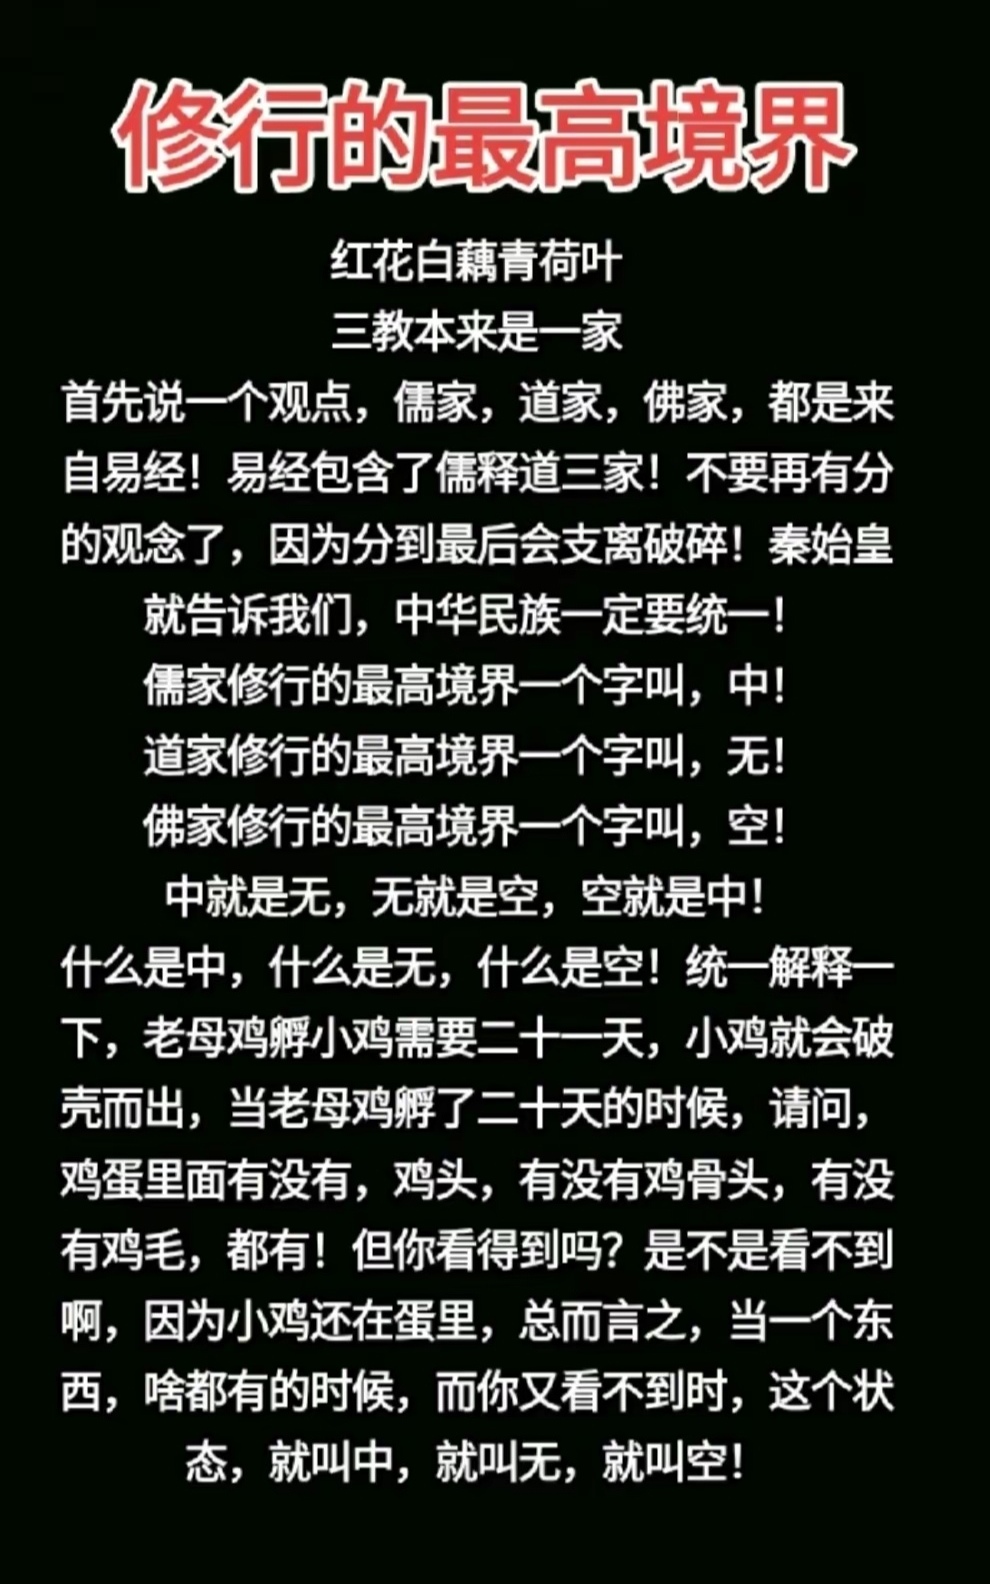 修行的最高境界
红花白藕青荷叶
三教本来是一家
首先说一个观点，儒家，道家，佛家，都是来
自易经！易经包含了儒释道三家！不要再有分
的观念了，因为分到最后会支离破碎！秦始皇
就告诉我们，中华民族一定要统一！
儒家修行的最高境界一个字叫，中！
道家修行的最高境界一个字叫，无！
佛家修行的最高境界一个字叫，空！
中就是无，无就是空，空就是中！
什么是中，什么是无，什么是空！统一解释一
下，老母鸡孵小鸡需要二十一天，小鸡就会破
壳而出，当老母鸡孵了二十天的时候，请问，
鸡蛋里面有没有，鸡头，有没有鸡骨头，有没
有鸡毛，都有！但你看得到吗？是不是看不到
啊，因为小鸡还在蛋里，总而言之，当一个东
西，啥都有的时候，而你又看不到时，这个状
态，就叫中，就叫无，就叫空！